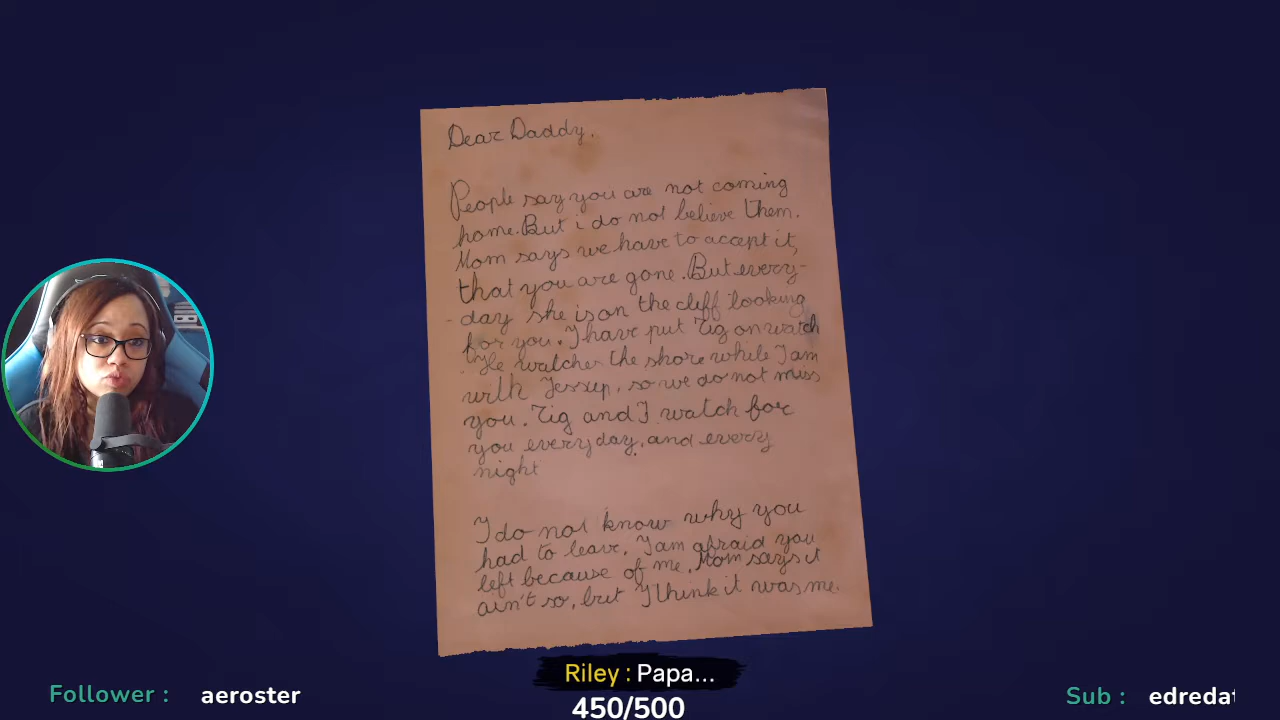 Dear Daddy.
People say you are not coming
home. But i do not believe them.
Mom says we have to accept it,
that you are gone. But every-
-day she is on the cliff looking
for you. I have put Tig on watch
He watches the shore while I am
with Jessup, so we do not miss
you. Tig and I watch for
you everyday, and every
night
I do not know why you
had to leave. I am afraid you
left because of me. Mom says it
ain't so, but I think it was me.
Riley : Papa...
450/500
Follower : aeroster
Sub : edreda